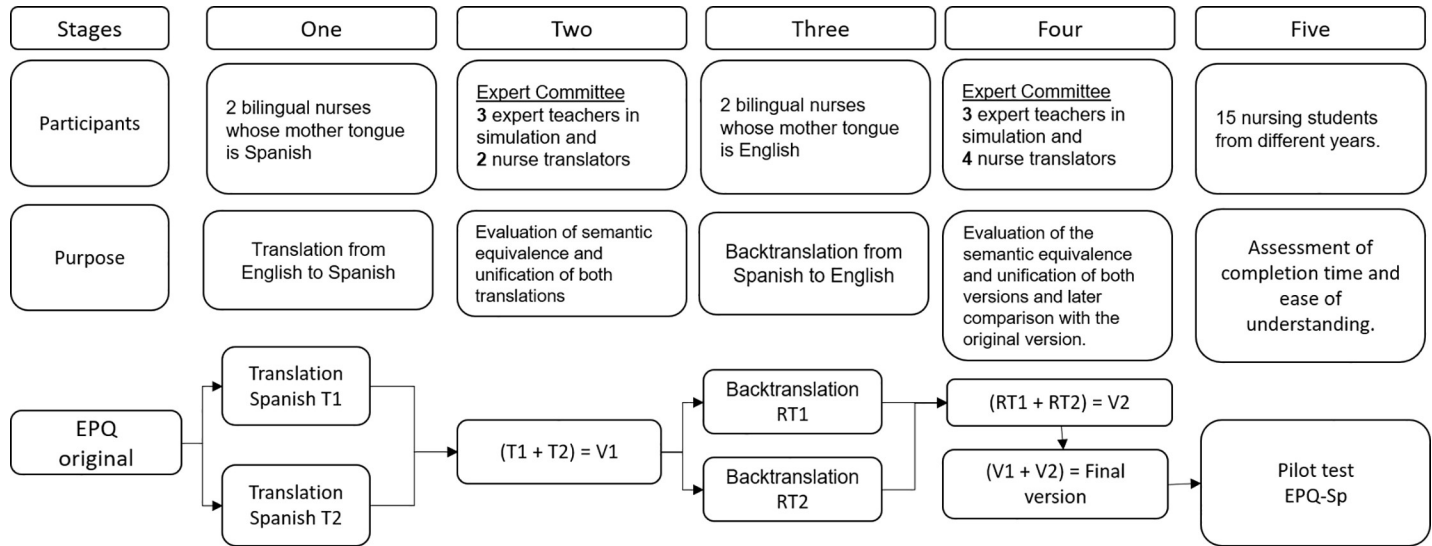 Stages
One
Two
Three
Four
Five
Participants
2 bilingual nurses
whose mother tongue
is Spanish
Expert Committee
3 expert teachers in
simulation and
2 nurse translators
2 bilingual nurses
whose mother tongue
is English
Expert Committee
3 expert teachers in
simulation and
4 nurse translators
15 nursing students
from different years.
Purpose
Translation from
English to Spanish
Evaluation of semantic
equivalence and
unification of both
translations
Backtranslation from
Spanish to English
Evaluation of the
semantic equivalence
and unification of both
versions and later
comparison with the
original version.
Assessment of
completion time and
ease of
understanding.
EPQ
original
Translation
Spanish T1
Translation
Spanish T2
(T1 + T2) = V1
Backtranslation
RT1
Backtranslation
RT2
(RT1 + RT2) = V2
(V1 + V2) = Final
version
Pilot test
EPQ-Sp